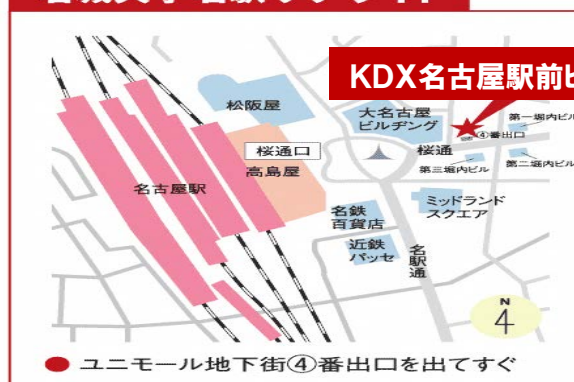 KDX名古屋駅前ビ
松阪屋
大名古屋
ビルヂング
④番出口
第一堀内ビル
桜通口
桜通
高島屋
第三堀内ビル
第二堀内ビル
名古屋駅
名鉄
百貨店
ミッドランド
スクエア
近鉄
パッセ
名駅通
N
4
● ユニモール地下街④番出口を出てすぐ